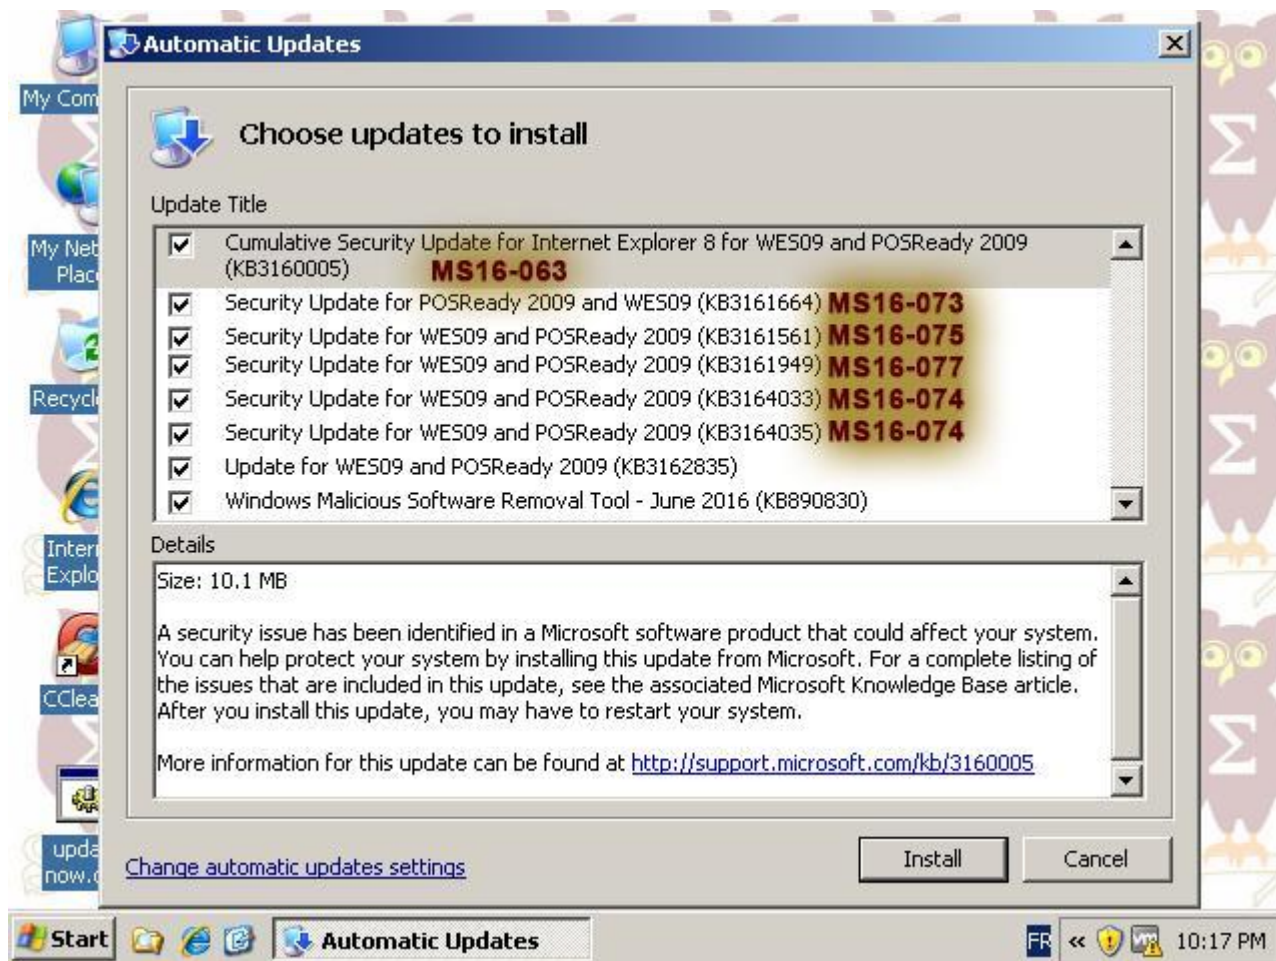 Automatic Updates
My Com
Choose updates to install
Update Title
Cumulative Security Update for Internet Explorer 8 for WES09 and POSReady 2009
(KB3160005) MS16-063
Security Update for POSReady 2009 and WES09 (KB3161664) MS16-073
Security Update for WES09 and POSReady 2009 (KB3161561) MS16-075
Security Update for WES09 and POSReady 2009 (KB3161949) MS16-077
Security Update for WES09 and POSReady 2009 (KB3164033) MS16-074
Security Update for WES09 and POSReady 2009 (KB3164035) MS16-074
Update for WES09 and POSReady 2009 (KB3162835)
Windows Malicious Software Removal Tool - June 2016 (KB890830)
My Net
Place
Recycl
Intern
Explo
CClea
upda
now.c
Details
Size: 10.1 MB
A security issue has been identified in a Microsoft software product that could affect your system.
You can help protect your system by installing this update from Microsoft. For a complete listing of
the issues that are included in this update, see the associated Microsoft Knowledge Base article.
After you install this update, you may have to restart your system.
More information for this update can be found at http://support.microsoft.com/kb/3160005
Change automatic updates settings
Install
Cancel
Start
Automatic Updates
FR
«
10:17 PM
Σ
Σ
Σ